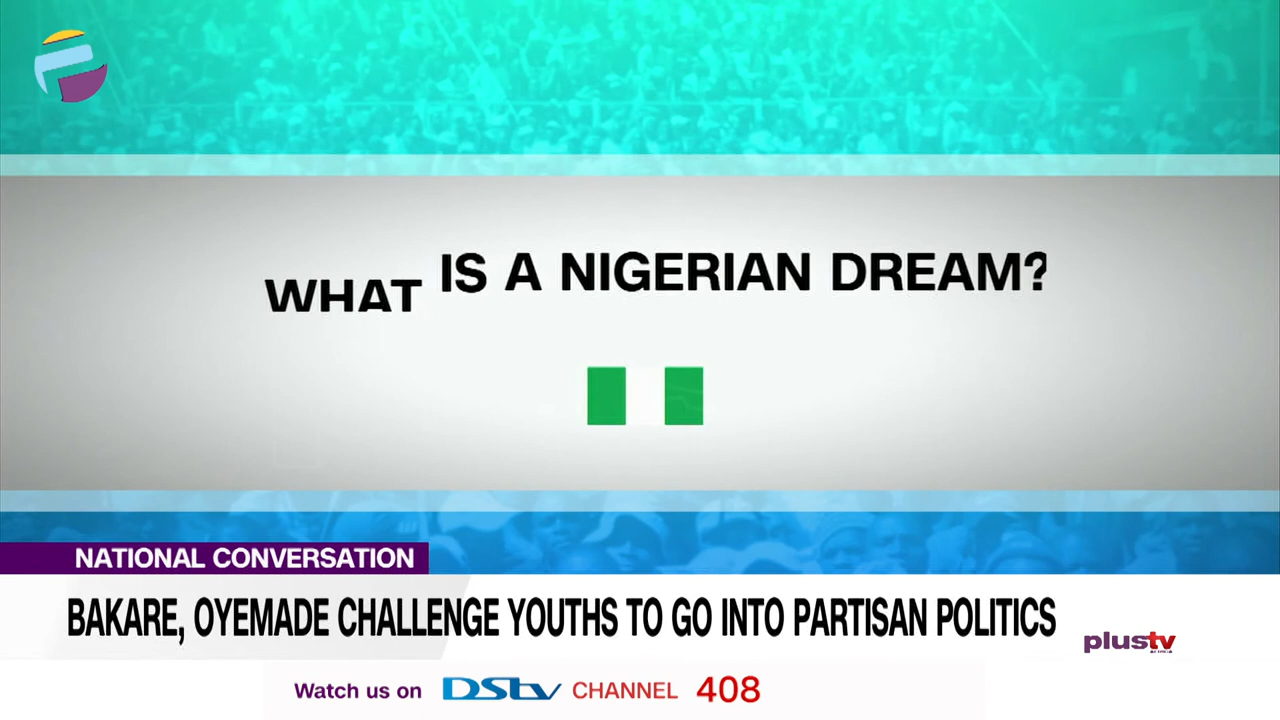 WHAT IS A NIGERIAN DREAM?
NATIONAL CONVERSATION
BAKARE, OYEMADE CHALLENGE YOUTHS TO GO INTO PARTISAN POLITICS
plustv
Watch us on DStv CHANNEL 408